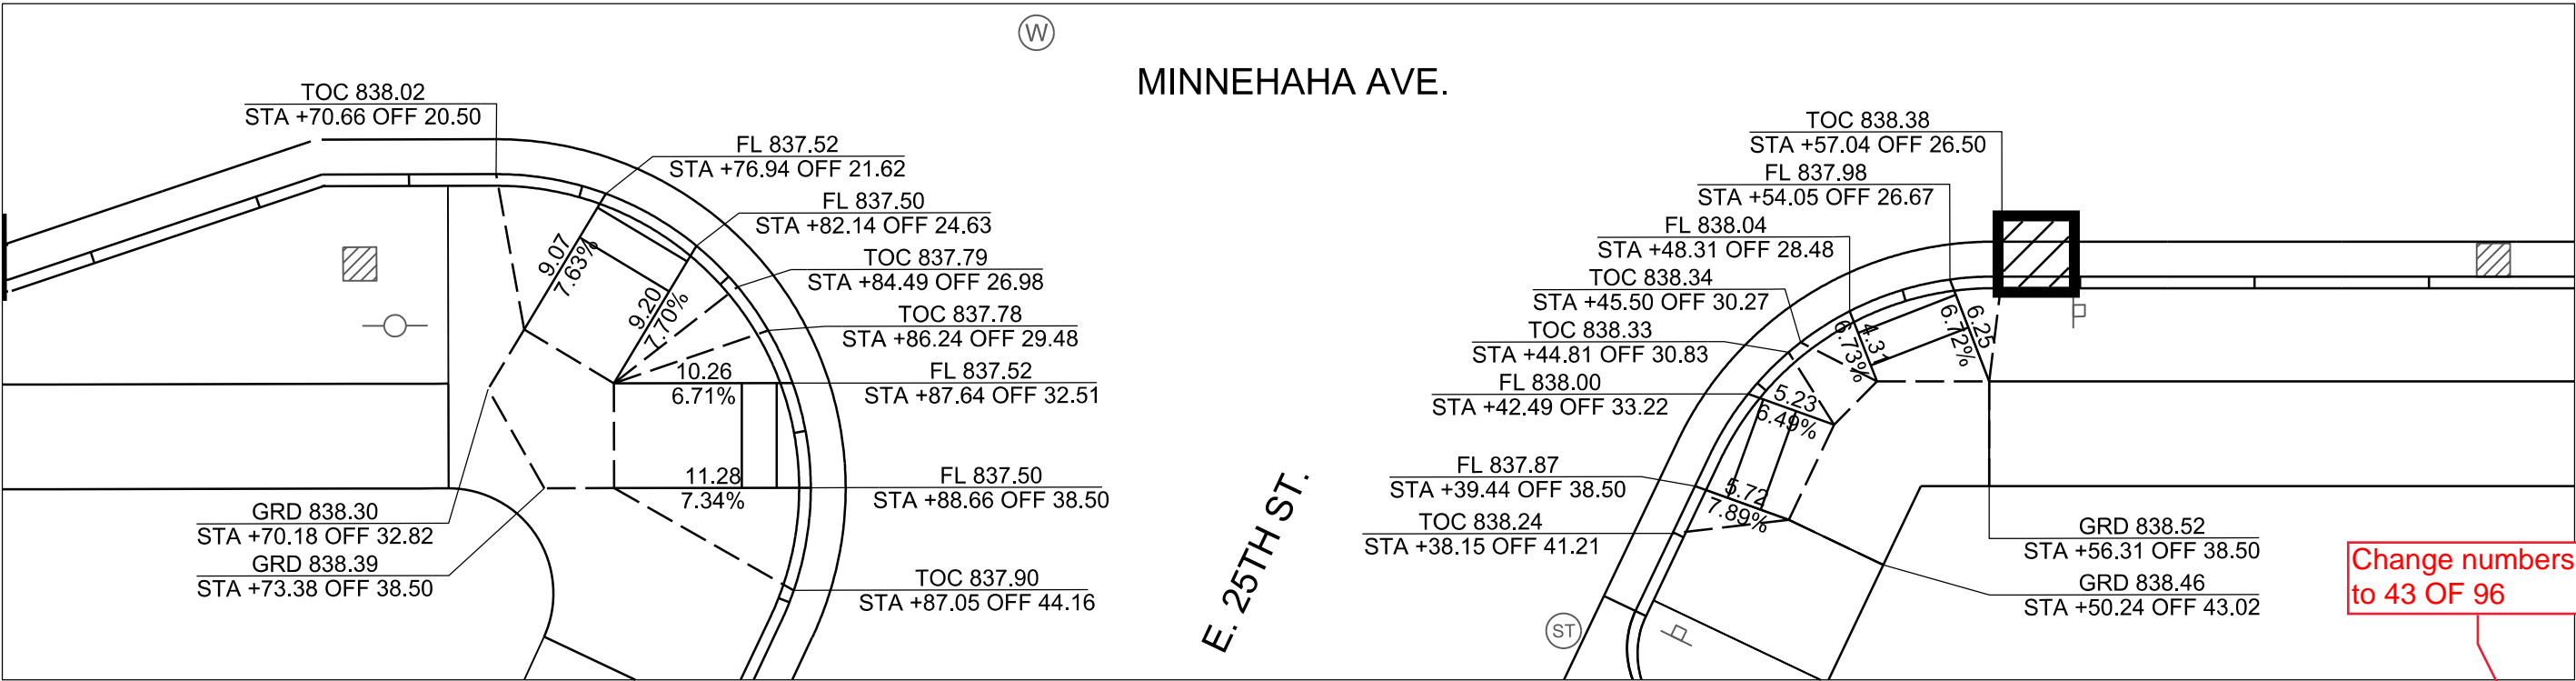 W
MINNEHAHA AVE.
TOC 838.02
STA +70.66 OFF 20.50
FL 837.52
STA +76.94 OFF 21.62
FL 837.50
STA +82.14 OFF 24.63
TOC 837.79
STA +84.49 OFF 26.98
TOC 837.78
STA +86.24 OFF 29.48
FL 837.52
STA +87.64 OFF 32.51
FL 837.50
STA +88.66 OFF 38.50
TOC 837.90
STA +87.05 OFF 44.16
9.07
7.63%
9.20
7.70%
10.26
6.71%
11.28
7.34%
GRD 838.30
STA +70.18 OFF 32.82
GRD 838.39
STA +73.38 OFF 38.50
E. 25TH ST.
TOC 838.38
STA +57.04 OFF 26.50
FL 837.98
STA +54.05 OFF 26.67
FL 838.04
STA +48.31 OFF 28.48
TOC 838.34
STA +45.50 OFF 30.27
TOC 838.33
STA +44.81 OFF 30.83
FL 838.00
STA +42.49 OFF 33.22
FL 837.87
STA +39.44 OFF 38.50
TOC 838.24
STA +38.15 OFF 41.21
6.25
6.72%
4.31
6.73%
5.23
6.49%
5.72
7.89%
GRD 838.52
STA +56.31 OFF 38.50
GRD 838.46
STA +50.24 OFF 43.02
ST
Change numbers
to 43 OF 96